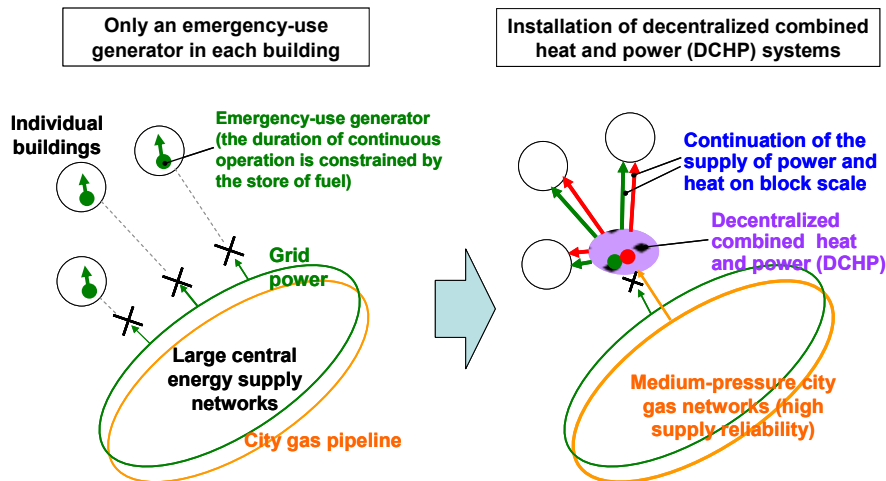 Only an emergency-use
generator in each building
Installation of decentralized combined
heat and power (DCHP) systems
Individual
buildings
Emergency-use generator
(the duration of continuous
operation is constrained by
the store of fuel)
Grid
power
Large central
energy supply
networks
City gas pipeline
Continuation of the
supply of power and
heat on block scale
Decentralized
combined heat
and power (DCHP)
Medium-pressure city
gas networks (high
supply reliability)